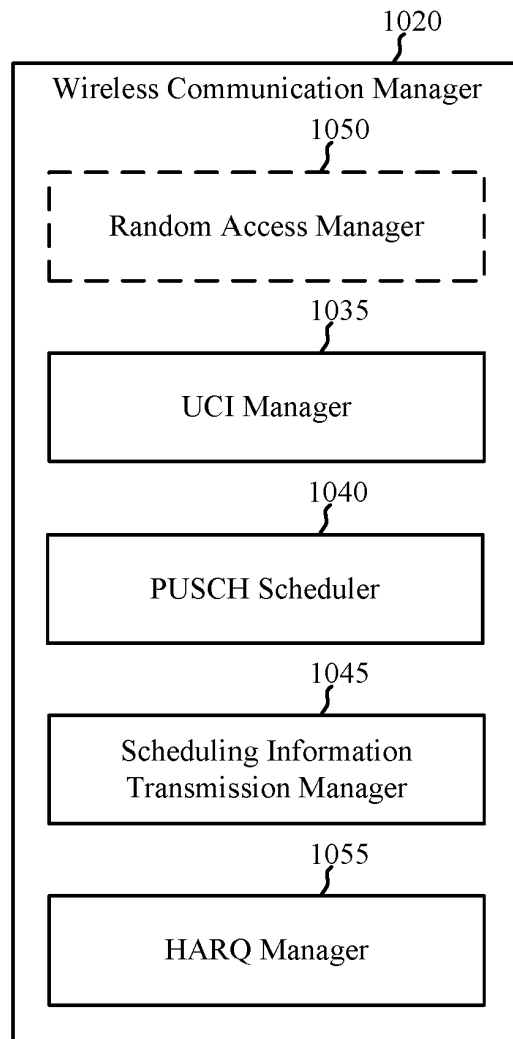 1020
Wireless Communication Manager
1050
Random Access Manager
1035
UCI Manager
1040
PUSCH Scheduler
1045
Scheduling Information
Transmission Manager
1055
HARQ Manager